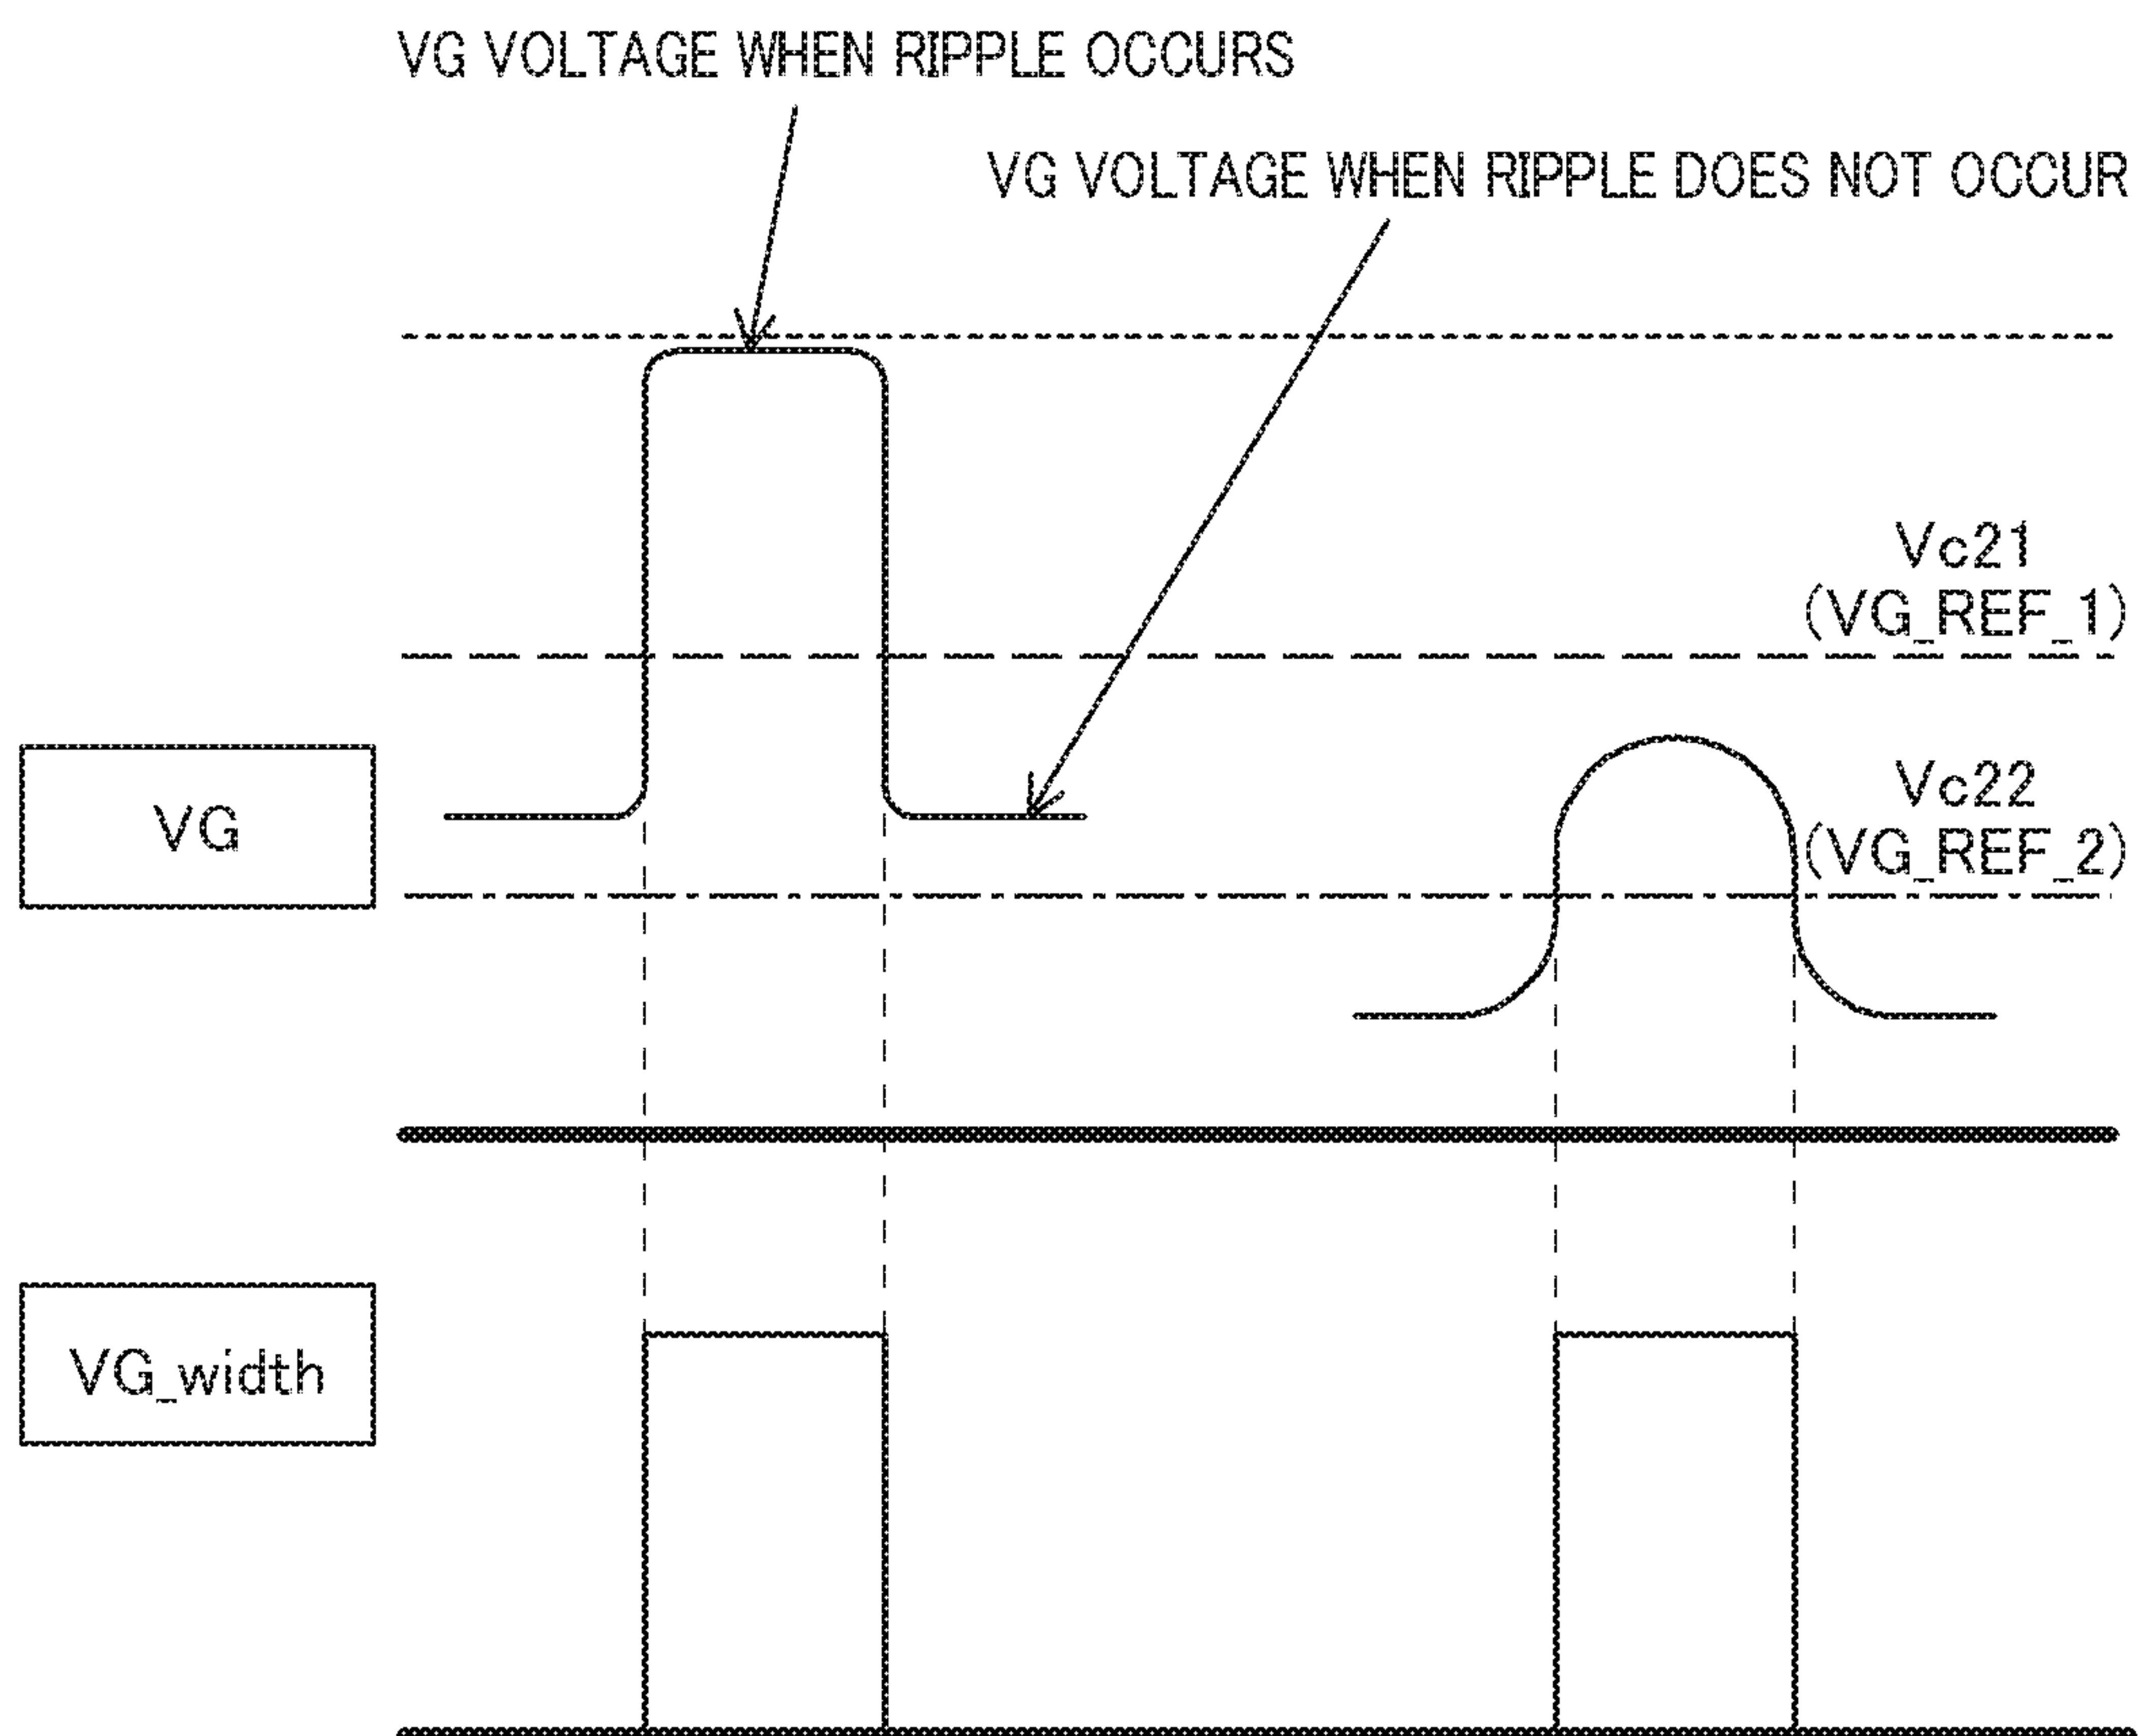 VG VOLTAGE WHEN RIPPLE OCCURS
VG VOLTAGE WHEN RIPPLE DOES NOT OCCUR
Vc21
(VG_REF_1)
VG
Vc22
(VG_REF_2)
VG_width